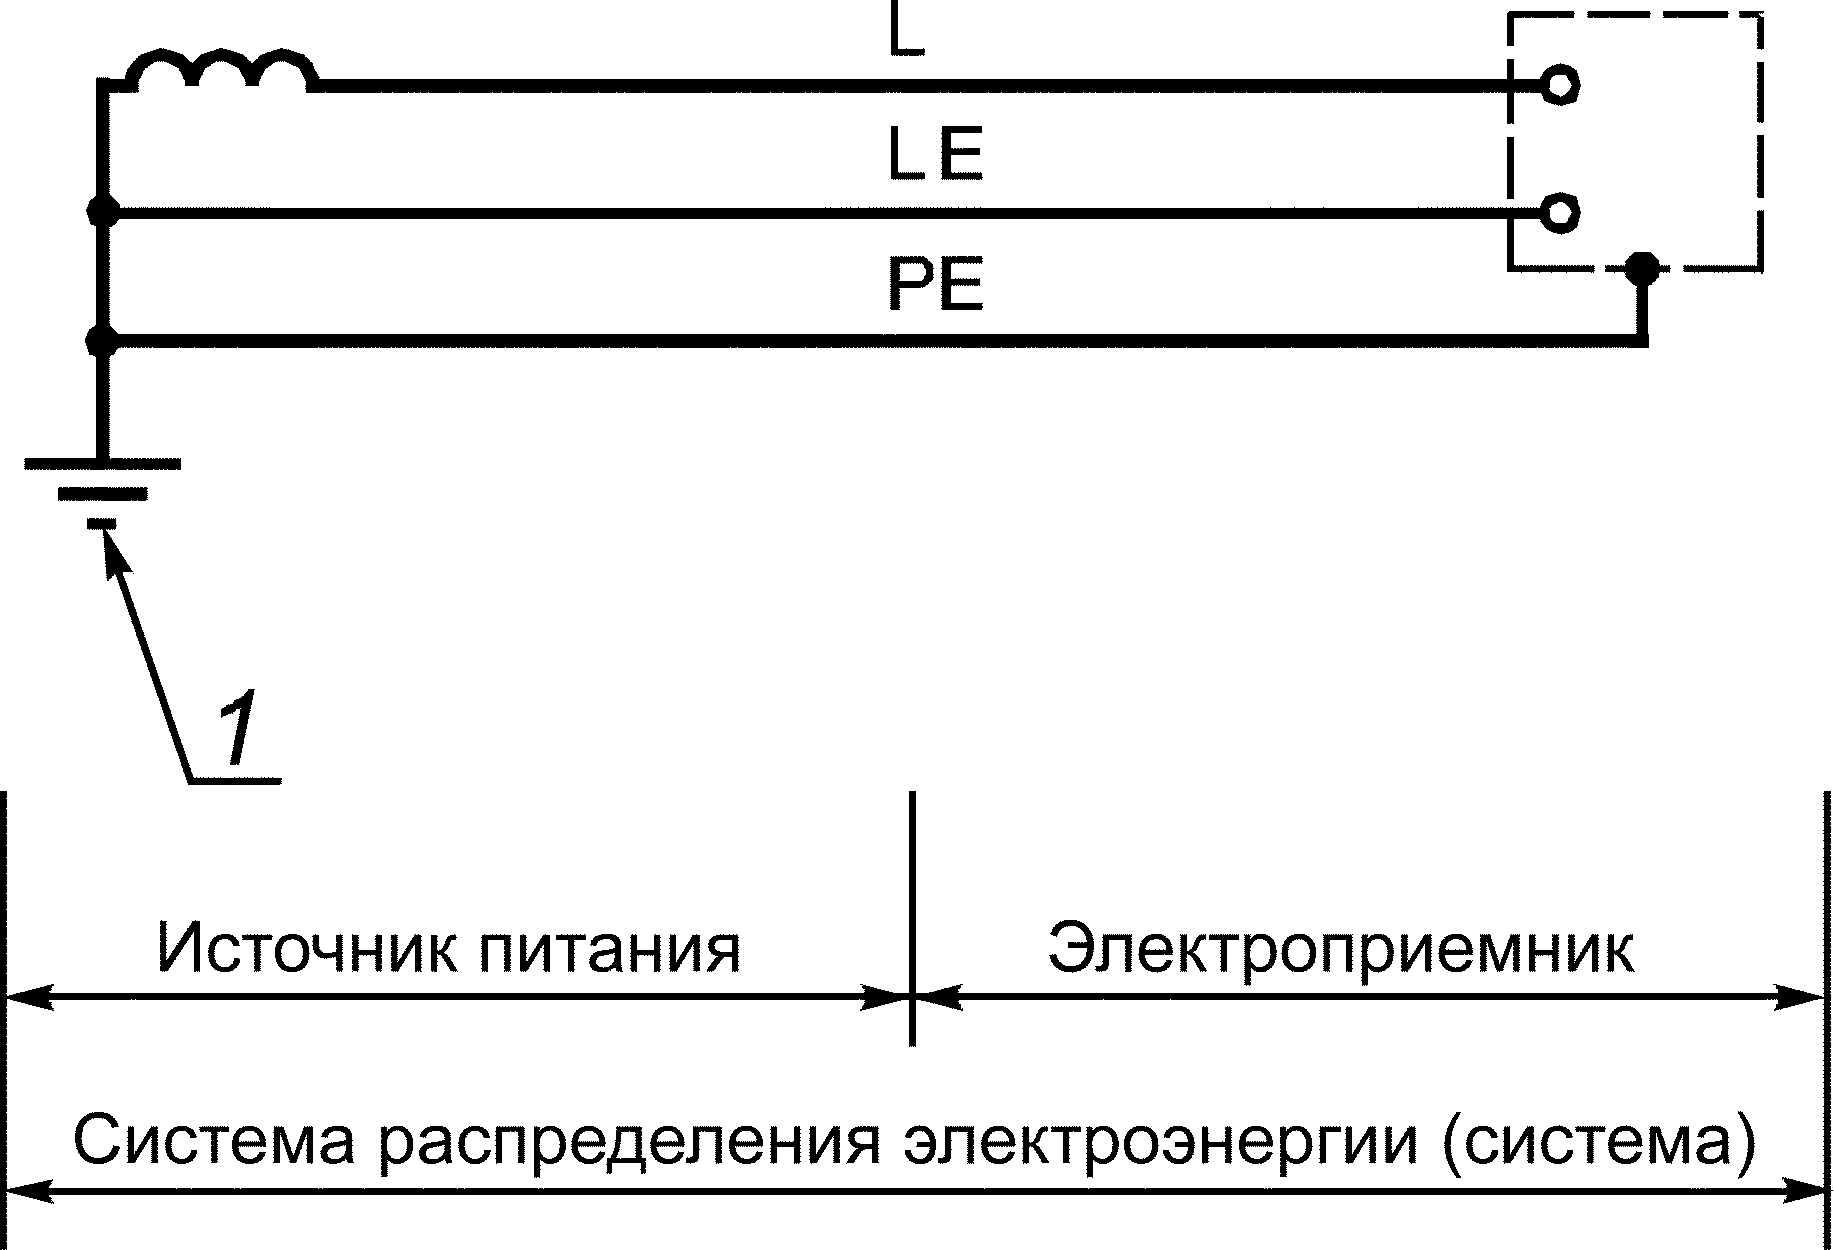 L
LE
PE
1
Источник питания
Электроприемник
Система распределения электроэнергии (система)